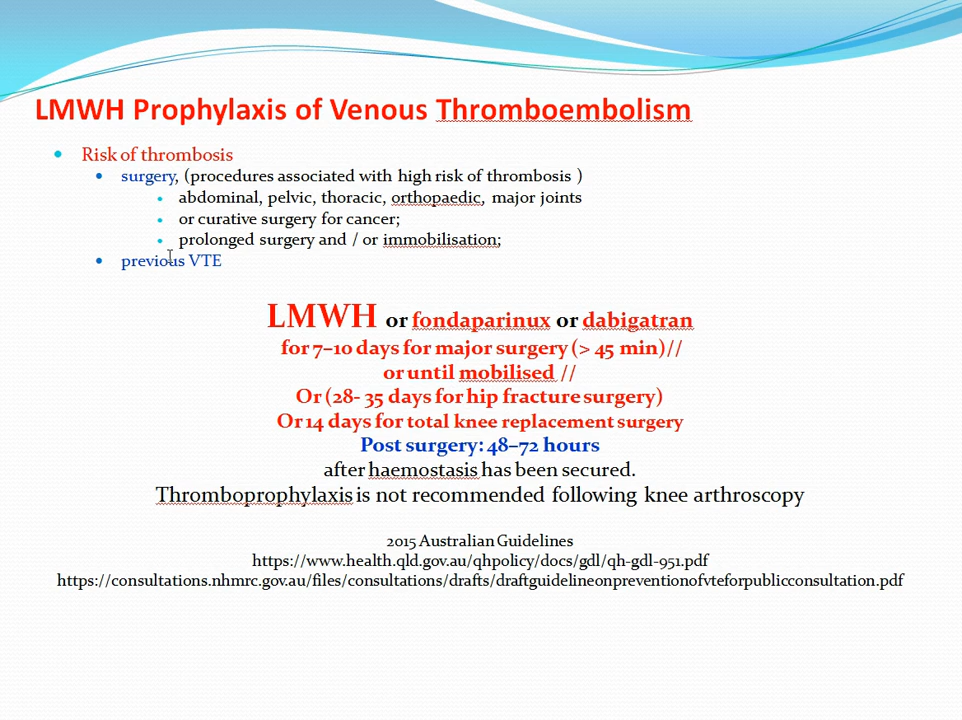 LMWH Prophylaxis of Venous Thromboembolism
Risk of thrombosis
surgery, (procedures associated with high risk of thrombosis )
abdominal, pelvic, thoracic, orthopaedic, major joints
or curative surgery for cancer;
prolonged surgery and / or immobilisation;
previous VTE
LMWH or fondaparinux or dabigatran
for 7–10 days for major surgery (> 45 min)//
or until mobilised //
Or (28- 35 days for hip fracture surgery)
Or 14 days for total knee replacement surgery
Post surgery: 48–72 hours
after haemostasis has been secured.
Thromboprophylaxis is not recommended following knee arthroscopy
2015 Australian Guidelines
https://www.health.qld.gov.au/qhpolicy/docs/gdl/qh-gdl-951.pdf
https://consultations.nhmrc.gov.au/files/consultations/drafts/draftguidelineonpreventionofvteforpublicconsultation.pdf